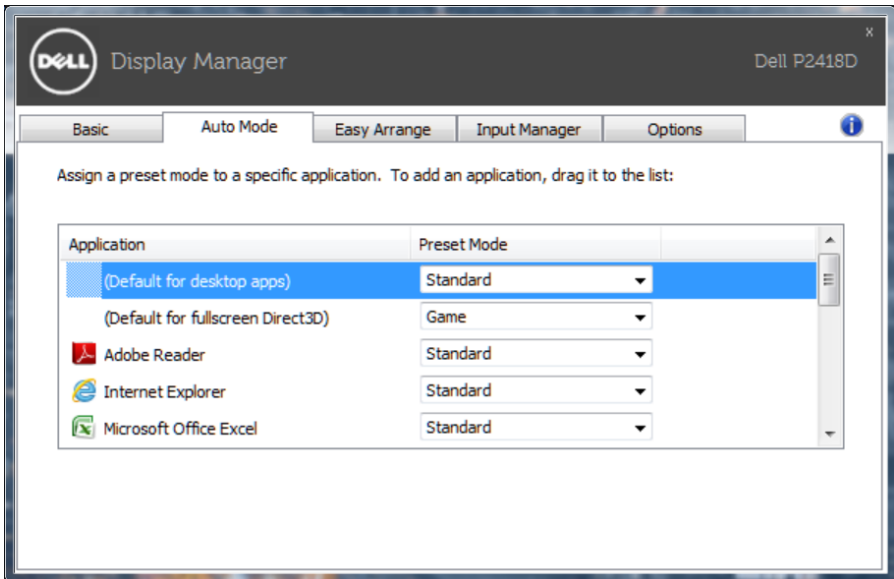 DELL Display Manager
x
Dell P2418D
Basic Auto Mode Easy Arrange Input Manager Options i
Assign a preset mode to a specific application. To add an application, drag it to the list:
Application Preset Mode
(Default for desktop apps) Standard
(Default for fullscreen Direct3D) Game
Adobe Reader Standard
Internet Explorer Standard
Microsoft Office Excel Standard